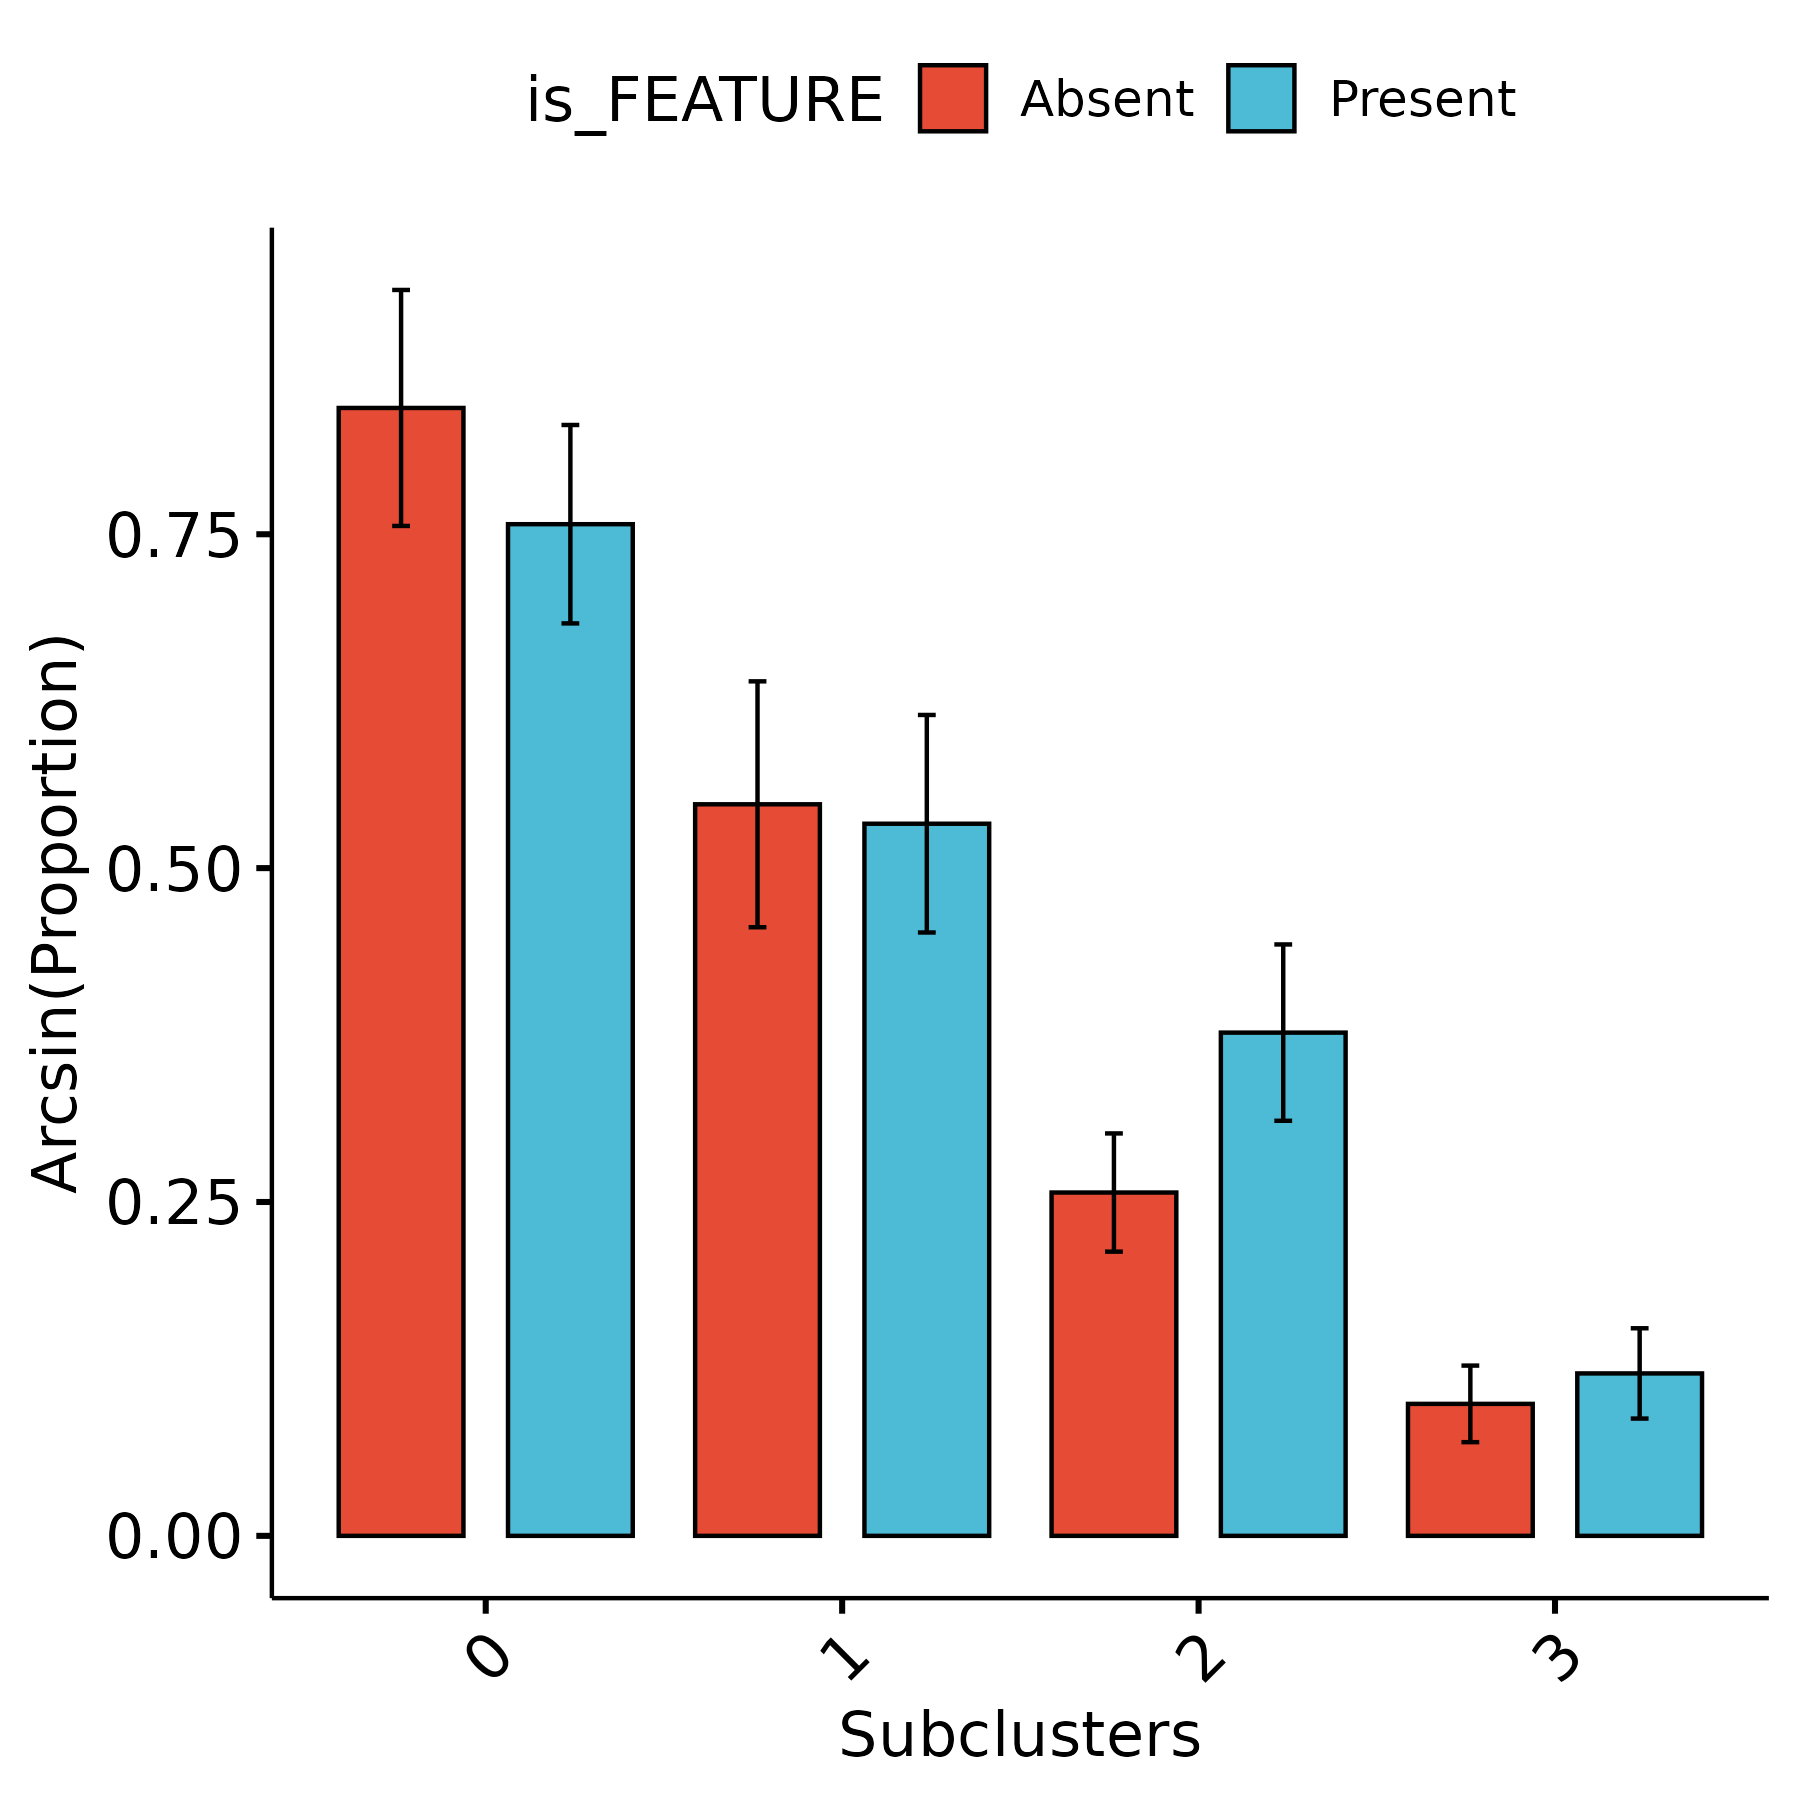 is_FEATURE Absent Present
Arcsin(Proportion)
0.75
0.50
0.25
0.00
0 1 2 3
Subclusters